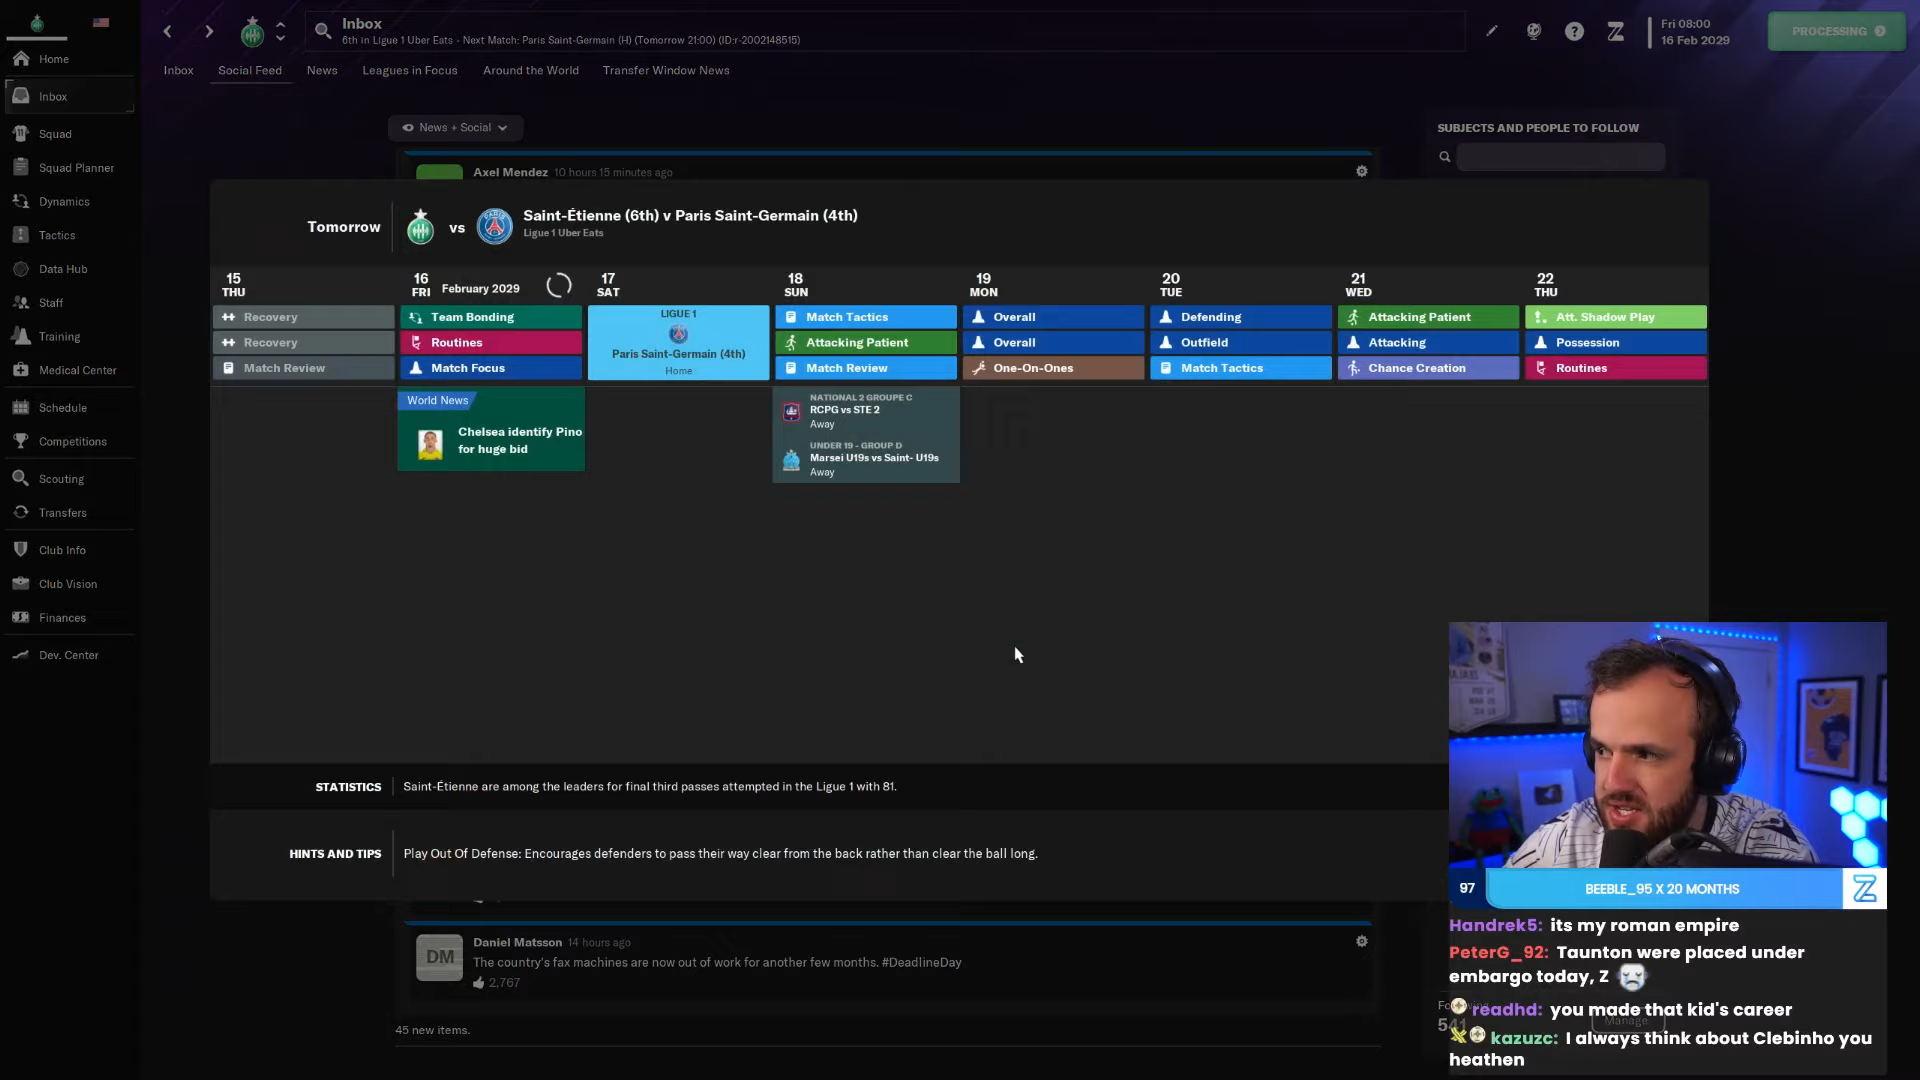 Inbox
6th in Ligue 1 Uber Eats - Next Match: Paris Saint-Germain (H) (Tomorrow 21:00) (ID:r-2002148515)
Fri 08:00
16 Feb 2029
PROCESSING
Inbox
Social Feed
News
Leagues in Focus
Around the World
Transfer Window News
Home
Inbox
Squad
Squad Planner
Dynamics
Tactics
Data Hub
Staff
Training
Medical Center
Schedule
Competitions
Scouting
Transfers
Club Info
Club Vision
Finances
Dev. Center
News + Social
SUBJECTS AND PEOPLE TO FOLLOW
Axel Mendez 10 hours 15 minutes ago
Tomorrow
vs
Saint-Étienne (6th) v Paris Saint-Germain (4th)
Ligue 1 Uber Eats
15
THU
16
FRI
February 2029
17
SAT
18
SUN
19
MON
20
TUE
21
WED
22
THU
Recovery
Recovery
Match Review
Team Bonding
Routines
Match Focus
LIGUE 1
Paris Saint-Germain (4th)
Home
Match Tactics
Attacking Patient
Match Review
Overall
Overall
One-On-Ones
Defending
Outfield
Match Tactics
Attacking Patient
Attacking
Chance Creation
Att. Shadow Play
Possession
Routines
World News
Chelsea identify Pino
for huge bid
NATIONAL 2 GROUPE C
RCPG vs STE 2
Away
UNDER 19 - GROUP D
Marsei U19s vs Saint- U19s
Away
STATISTICS
Saint-Étienne are among the leaders for final third passes attempted in the Ligue 1 with 81.
HINTS AND TIPS
Play Out Of Defense: Encourages defenders to pass their way clear from the back rather than clear the ball long.
DM
Daniel Matsson 14 hours ago
The country's fax machines are now out of work for another few months. #DeadlineDay
2,767
45 new items.
97
BEEBLE_95 X 20 MONTHS
Z
Handrek5: its my roman empire
PeterG_92: Taunton were placed under
embargo today, Z
readhd: you made that kid's career
Manage
kazuzc: I always think about Clebinho you
heathen